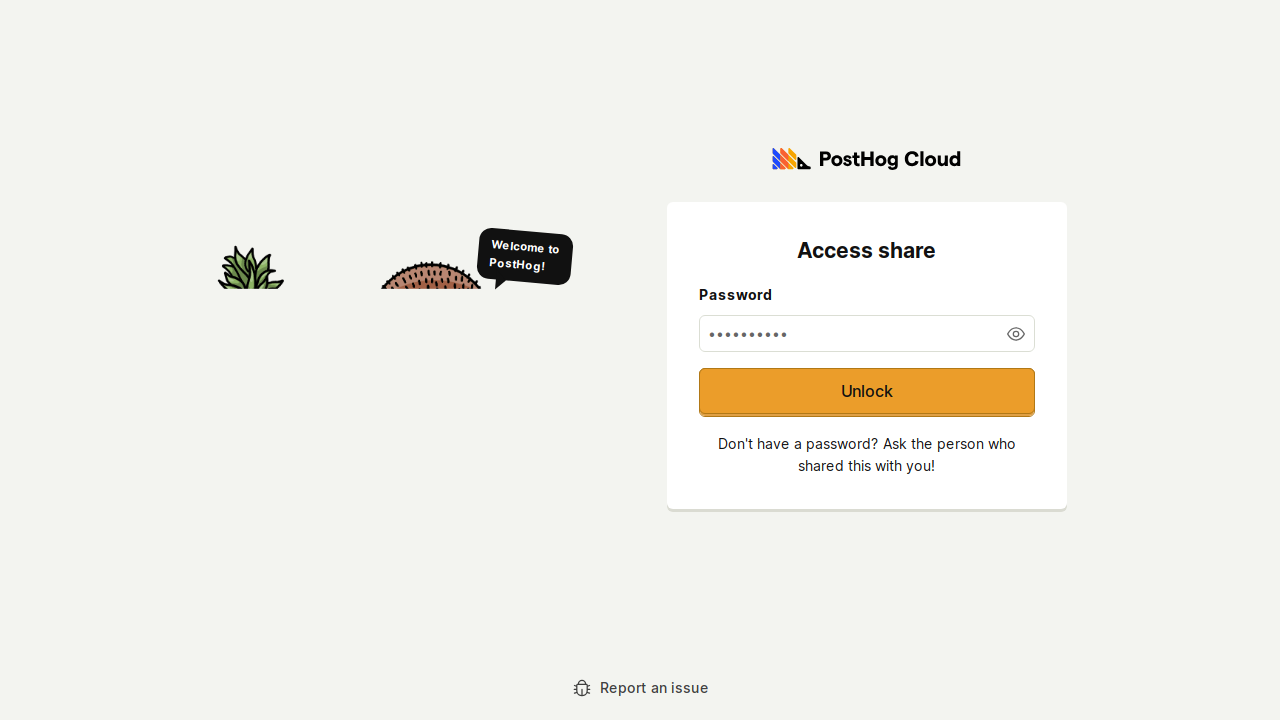 PostHog Cloud
Welcome to
PostHog!
Access share
Password
••••••••••
Unlock
Don't have a password? Ask the person who
shared this with you!
Report an issue